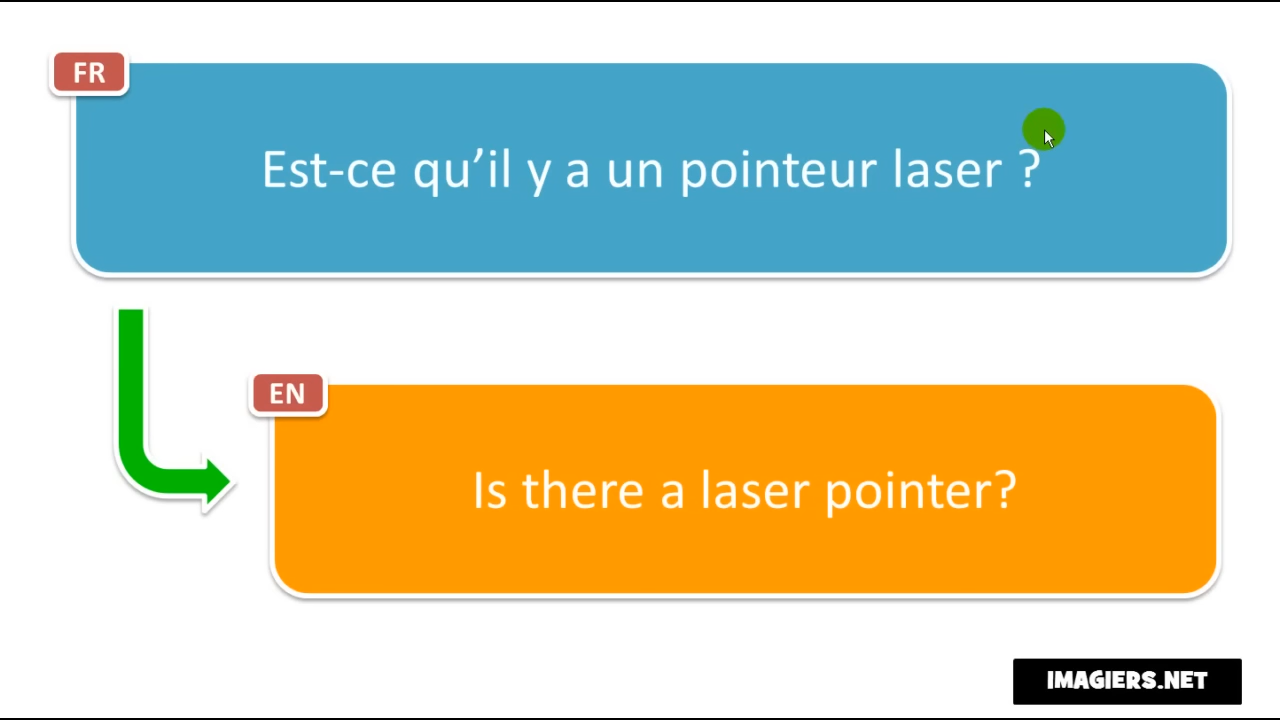 FR
Est-ce qu’il y a un pointeur laser ?
EN
Is there a laser pointer?
IMAGIERS.NET